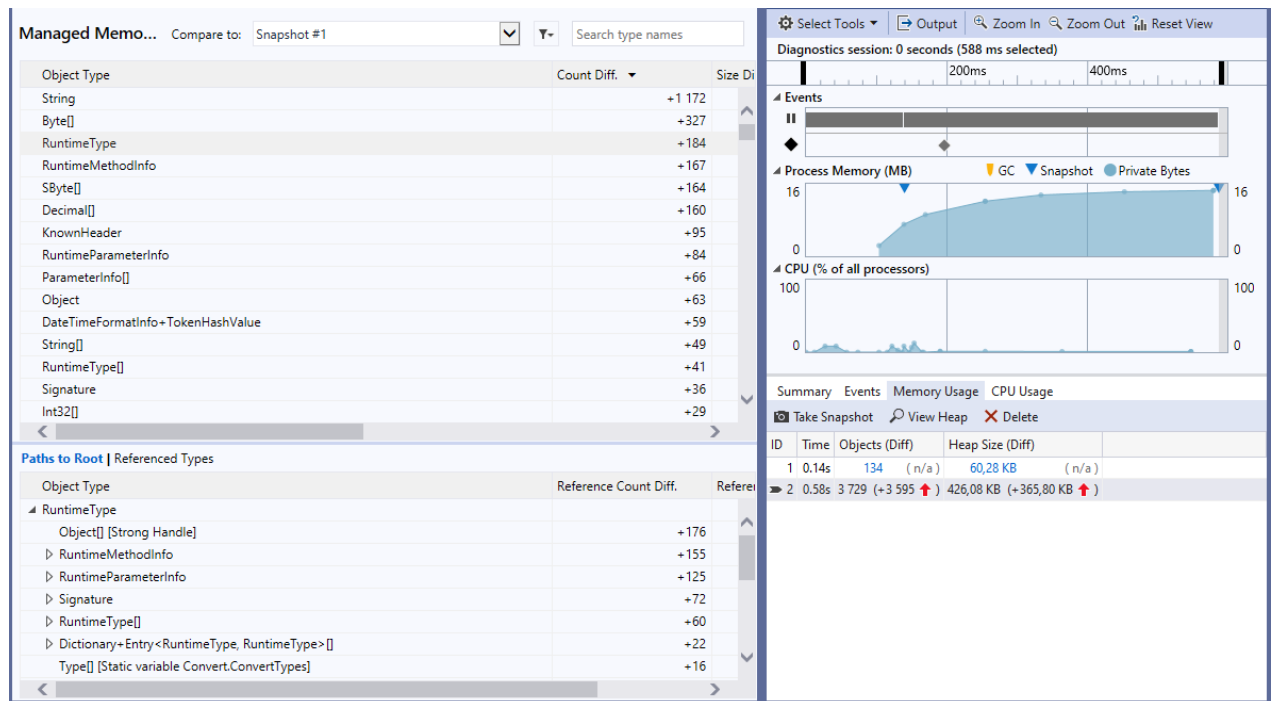 Managed Memo... Compare to: Snapshot #1 Search type names
Object Type Count Diff. Size Di
String +1 172
Byte[] +327
RuntimeType +184
RuntimeMethodInfo +167
SByte[] +164
Decimal[] +160
KnownHeader +95
RuntimeParameterInfo +84
ParameterInfo[] +66
Object +63
DateTimeFormatInfo+TokenHashValue +59
String[] +49
RuntimeType[] +41
Signature +36
Int32[] +29
Paths to Root | Referenced Types
Object Type Reference Count Diff. Referen
RuntimeType
Object[] [Strong Handle] +176
RuntimeMethodInfo +155
RuntimeParameterInfo +125
Signature +72
RuntimeType[] +60
Dictionary+Entry<RuntimeType, RuntimeType>[] +22
Type[] [Static variable Convert.ConvertTypes] +16
Select Tools Output Zoom In Zoom Out Reset View
Diagnostics session: 0 seconds (588 ms selected)
200ms 400ms
Events
Process Memory (MB) GC Snapshot Private Bytes
16 16
0 0
CPU (% of all processors)
100 100
0 0
Summary Events Memory Usage CPU Usage
Take Snapshot View Heap Delete
ID Time Objects (Diff) Heap Size (Diff)
1 0.14s 134 (n/a) 60,28 KB (n/a)
2 0.58s 3 729 (+3 595 ) 426,08 KB (+365,80 KB )